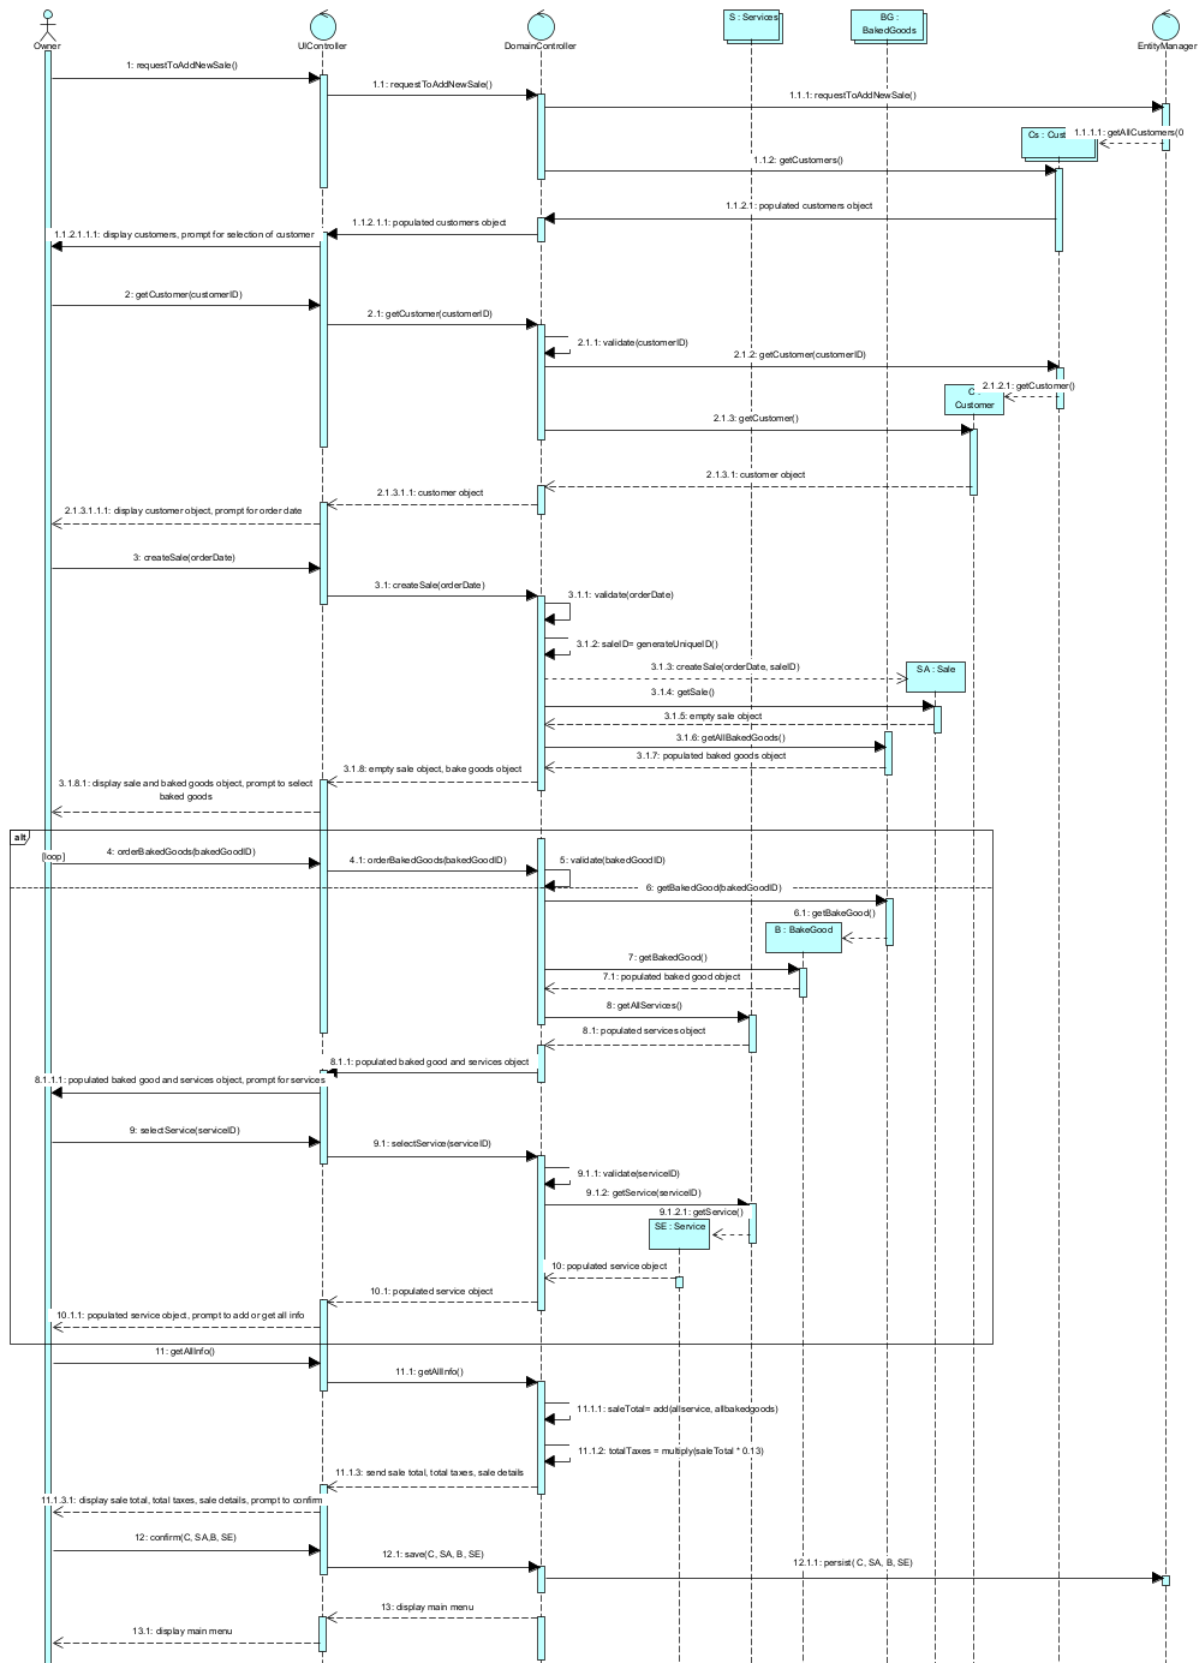 Owner
UIController
DomainController
S : Services
BG :
BakedGoods
EntityManager
1: requestToAddNewSale()
1.1: requestToAddNewSale()
1.1.1: requestToAddNewSale()
Cs : Cust
1.1.1.1: getAllCustomers(0
1.1.2: getCustomers()
1.1.2.1: populated customers object
1.1.2.1.1: populated customers object
1.1.2.1.1.1: display customers, prompt for selection of customer
2: getCustomer(customerID)
2.1: getCustomer(customerID)
2.1.1: validate(customerID)
2.1.2: getCustomer(customerID)
2.1.2.1: getCustomer()
C :
Customer
2.1.3: getCustomer()
2.1.3.1: customer object
2.1.3.1.1: customer object
2.1.3.1.1.1: display customer object, prompt for order date
3: createSale(orderDate)
3.1: createSale(orderDate)
3.1.1: validate(orderDate)
3.1.2: saleID= generateUniqueID()
3.1.3: createSale(orderDate, saleID)
SA : Sale
3.1.4: getSale()
3.1.5: empty sale object
3.1.6: getAllBakedGoods()
3.1.7: populated baked goods object
3.1.8: empty sale object, bake goods object
3.1.8.1: display sale and baked goods object, prompt to select
baked goods
alt
[loop]
4: orderBakedGoods(bakedGoodID)
4.1: orderBakedGoods(bakedGoodID)
5: validate(bakedGoodID)
6: getBakedGood(bakedGoodID)
6.1: getBakeGood()
B : BakeGood
7: getBakedGood()
7.1: populated baked good object
8: getAllServices()
8.1: populated services object
8.1.1: populated baked good and services object
8.1.1.1: populated baked good and services object, prompt for services
9: selectService(serviceID)
9.1: selectService(serviceID)
9.1.1: validate(serviceID)
9.1.2: getService(serviceID)
9.1.2.1: getService()
SE : Service
10: populated service object
10.1: populated service object
10.1.1: populated service object, prompt to add or get all info
11: getAllInfo()
11.1: getAllInfo()
11.1.1: saleTotal= add(allservice, allbakedgoods)
11.1.2: totalTaxes = multiply(saleTotal * 0.13)
11.1.3: send sale total, total taxes, sale details
11.1.3.1: display sale total, total taxes, sale details, prompt to confirm
12: confirm(C, SA,B, SE)
12.1: save(C, SA, B, SE)
12.1.1: persist( C, SA, B, SE)
13: display main menu
13.1: display main menu